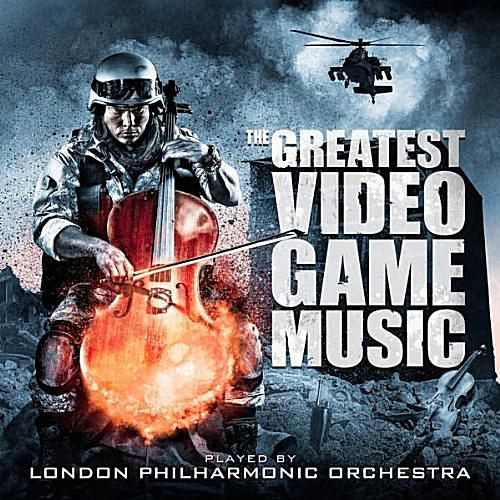 THE GREATEST
VIDEO
GAME
MUSIC
PLAYED BY
LONDON PHILHARMONIC ORCHESTRA